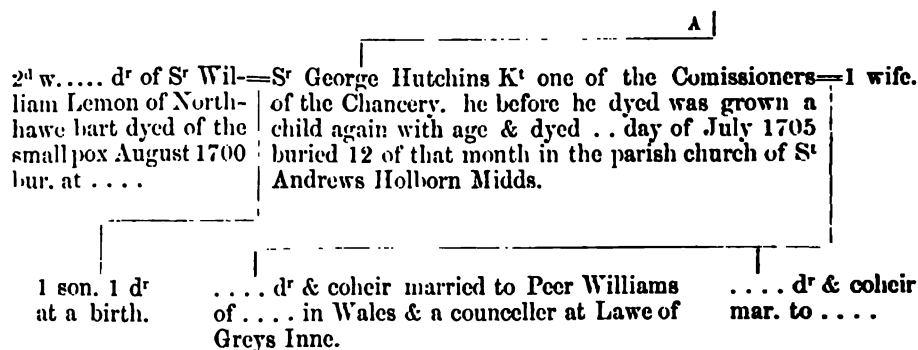 A
2ᵈ w..... dʳ of Sʳ Wil-=Sʳ George Hutchins Kᵗ one of the Comissioners=1 wife.
liam Lemon of North- of the Chancery. he before he dyed was grown a
hawe bart dyed of the child again with age & dyed . . day of July 1705
small pox August 1700 buried 12 of that month in the parish church of Sᵗ
bur. at . . . . Andrews Holborn Midds.
1 son. 1 dʳ . . . . dʳ & coheir married to Peer Williams . . . . dʳ & coheir
at a birth. of . . . . in Wales & a counceller at Lawe of mar. to . . . .
Greys Inne.